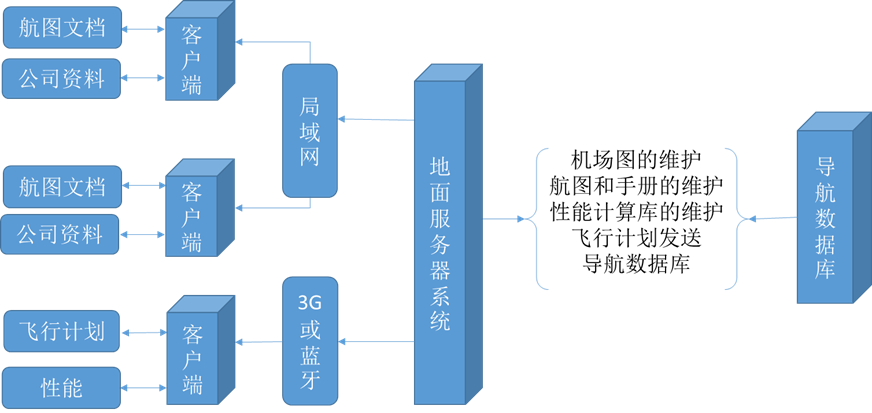 航图文档
公司资料
客户端
局域网
航图文档
公司资料
客户端
飞行计划
性能
客户端
3G或蓝牙
地面服务器系统
机场图的维护
航图和手册的维护
性能计算库的维护
飞行计划发送
导航数据库
导航数据库